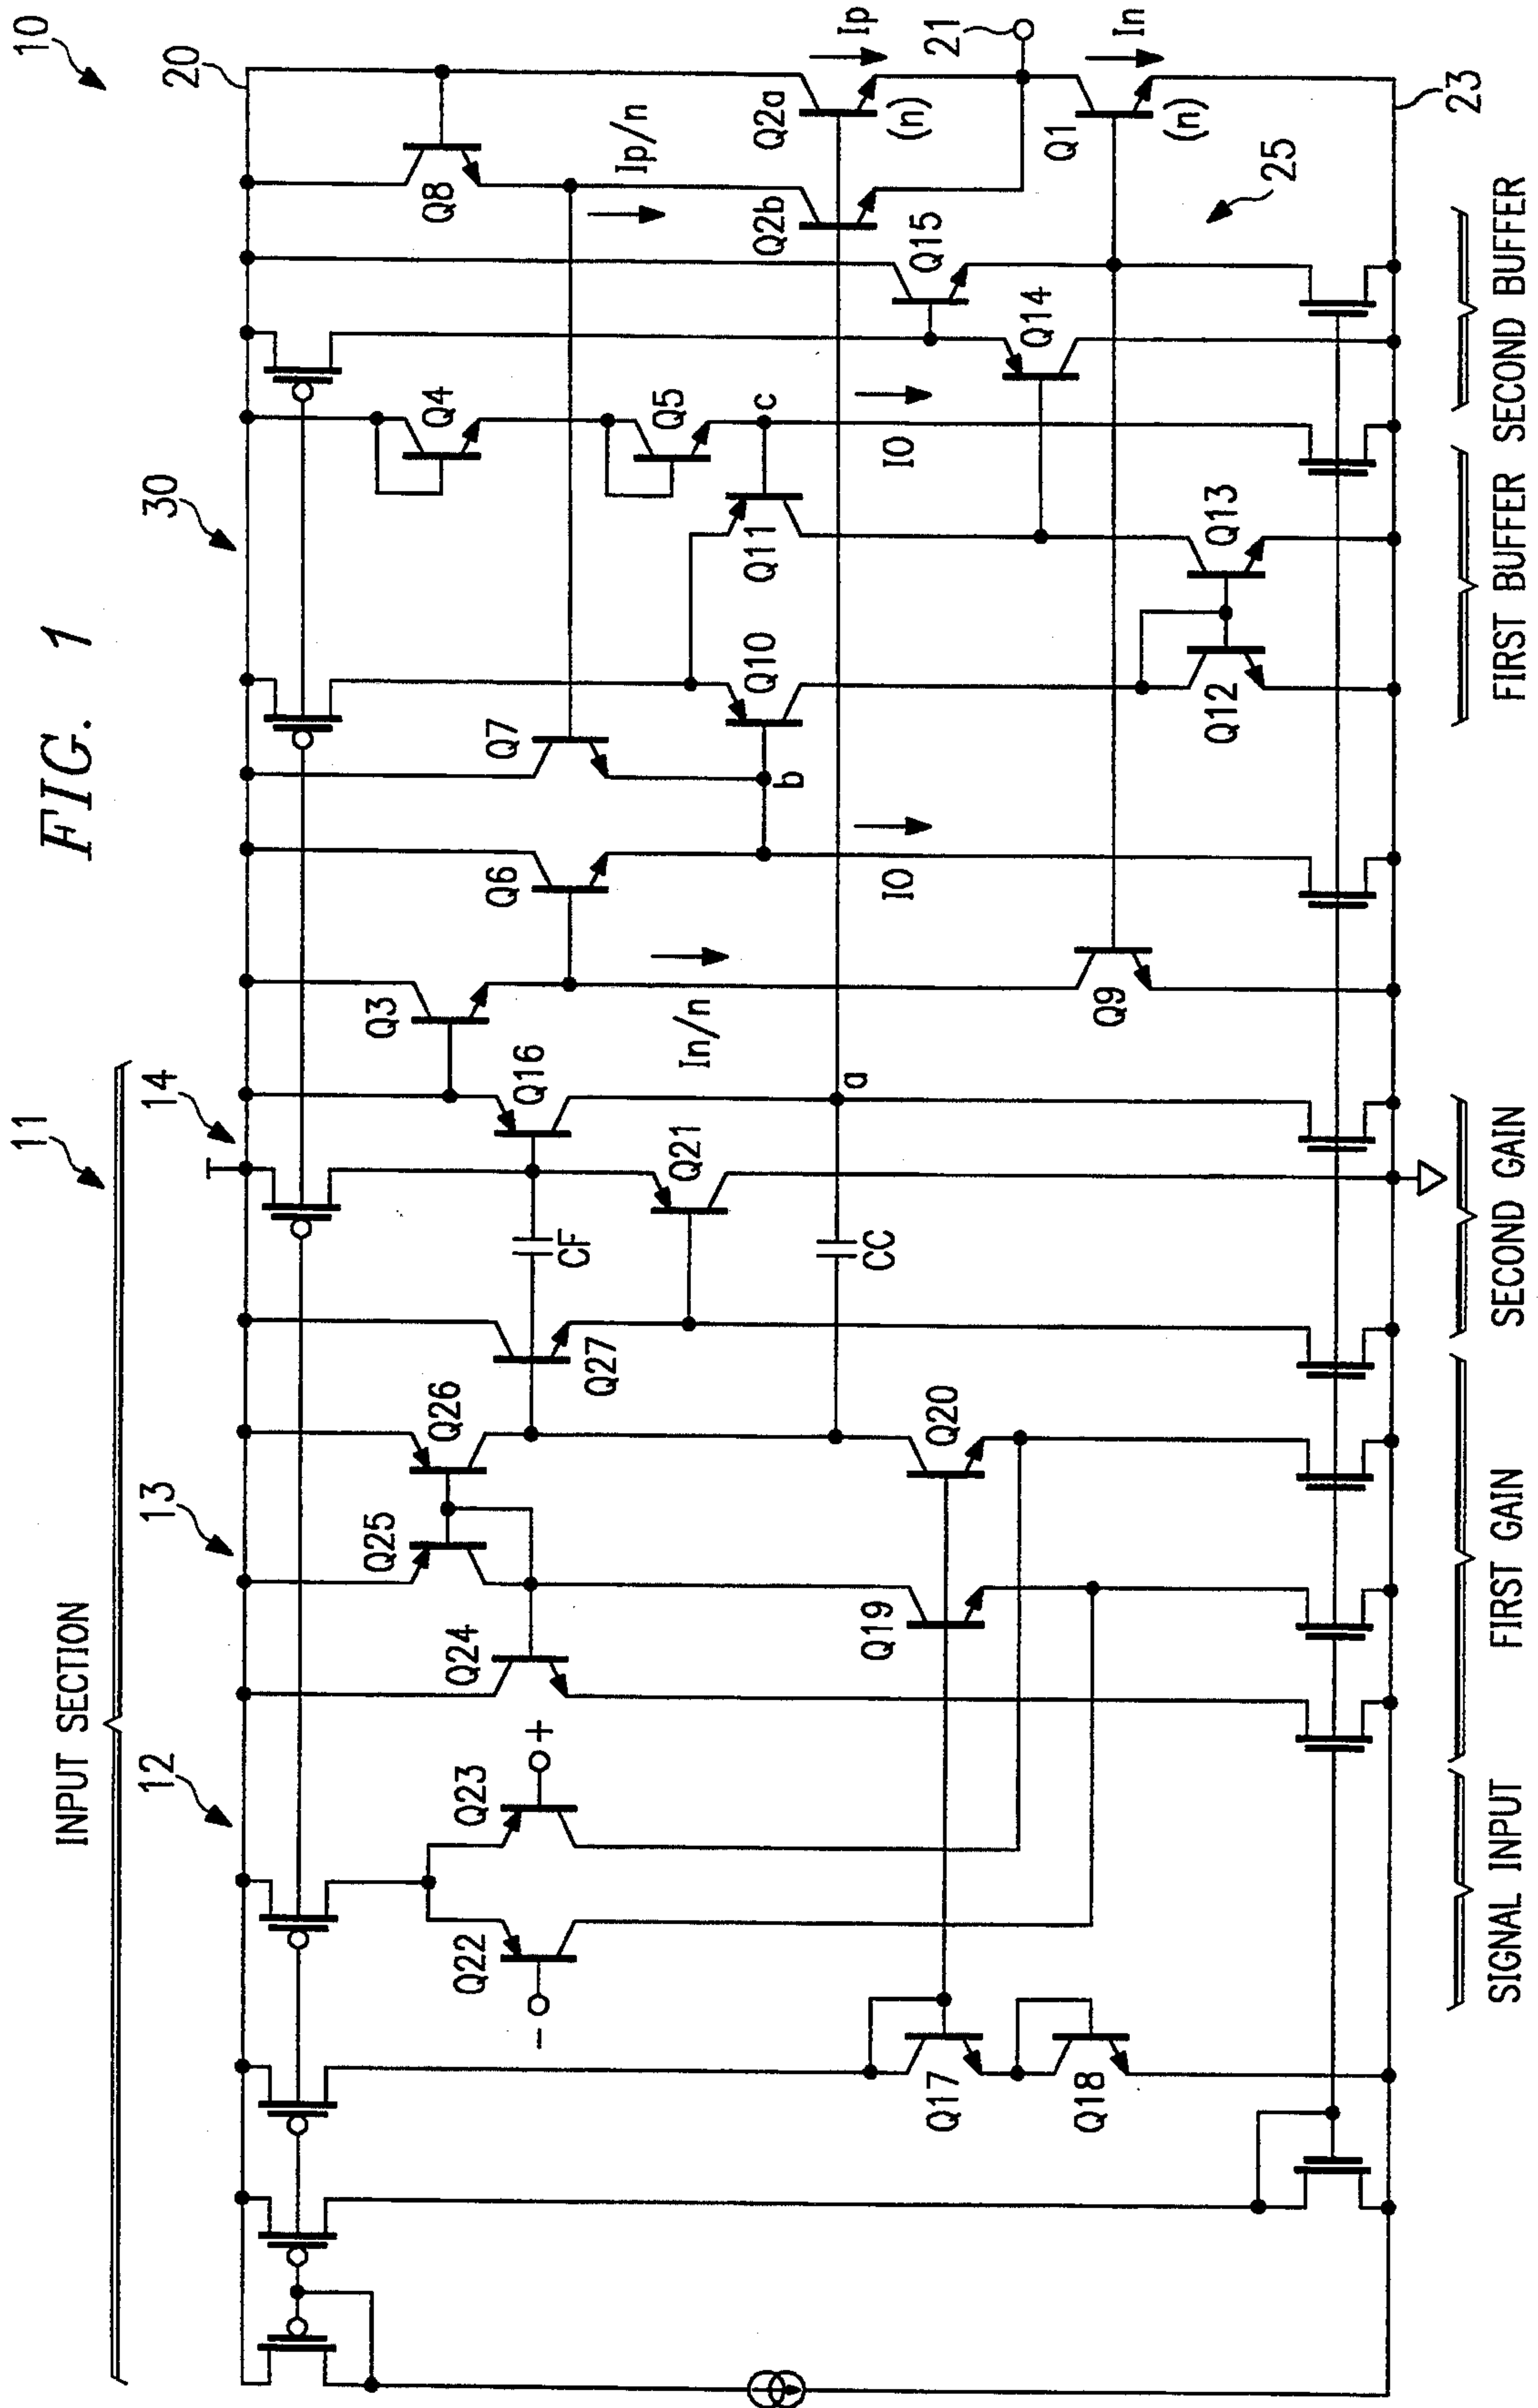 FIG. 1
10
INPUT SECTION
11
12
13
14
30
20
Q8
Q4
Q3
Q25
Q26
Q22
Q23
- 
+
Q24
Q27
CF
Q16
Q21
Q6
Q7
Q5
Ip/n
In/n
Q10
Q11
b
c
Q2b
Q2a
(n)
Ip
21
a
CC
IO
IO
Q15
Q14
Q17
Q18
Q19
Q20
Q9
Q12
Q13
Q1
(n)
In
25
23
SIGNAL INPUT
FIRST GAIN
SECOND GAIN
FIRST BUFFER
SECOND BUFFER